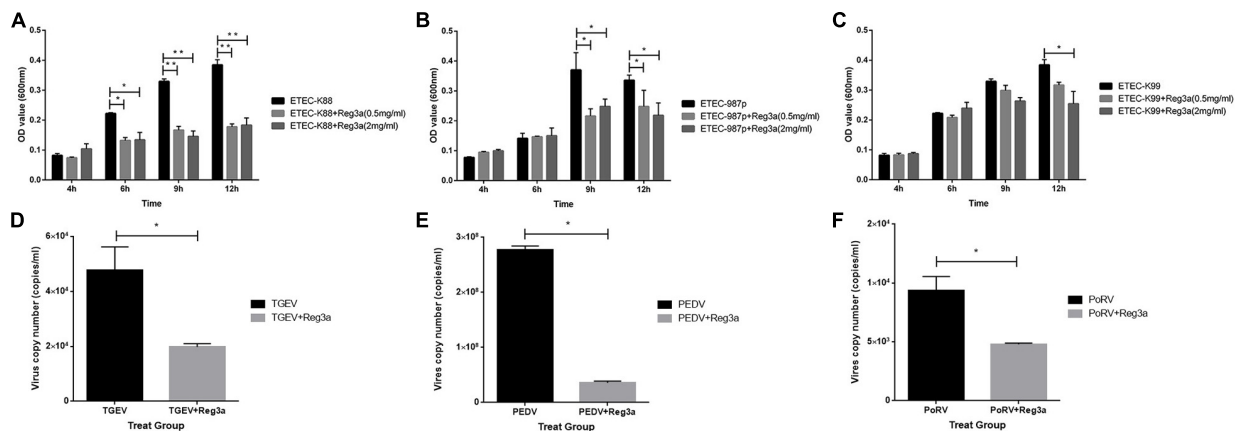 A
OD value (600nm)
0.5
0.4
0.3
0.2
0.1
0.0
4h
6h
9h
12h
Time
*
*
**
**
**
**
ETEC-K88
ETEC-K88+Reg3a(0.5mg/ml)
ETEC-K88+Reg3a(2mg/ml)
B
OD value (600nm)
0.5
0.4
0.3
0.2
0.1
0.0
4h
6h
9h
12h
Time
*
*
*
*
ETEC-987p
ETEC-987p+Reg3a(0.5mg/ml)
ETEC-987p+Reg3a(2mg/ml)
C
OD value (600nm)
0.5
0.4
0.3
0.2
0.1
0.0
4h
6h
9h
12h
Time
*
ETEC-K99
ETEC-K99+Reg3a(0.5mg/ml)
ETEC-K99+Reg3a(2mg/ml)
D
Virus copy number (copies/ml)
6×10⁴
4×10⁴
2×10⁴
0
*
TGEV
TGEV+Reg3a
Treat Group
TGEV
TGEV+Reg3a
E
Vires copy number (copies/ml)
3×10⁸
2×10⁸
1×10⁸
0
*
PEDV
PEDV+Reg3a
Treat Group
PEDV
PEDV+Reg3a
F
Vires copy number (copies/ml)
2×10⁴
1×10⁴
5×10³
0
*
PoRV
PoRV+Reg3a
Treat Group
PoRV
PoRV+Reg3a